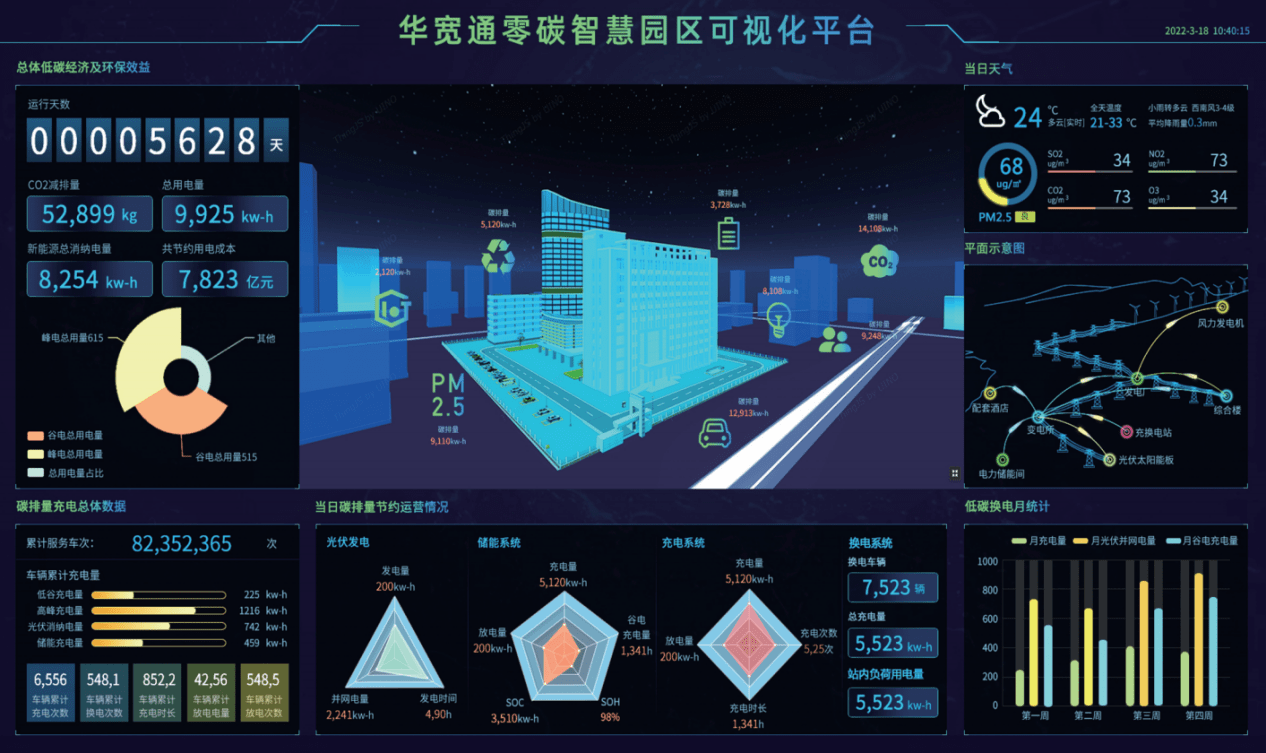 华宽通零碳智慧园区可视化平台
2022-3-18 10:40:15
总体低碳经济及环保效益
运行天数
00005628 天
CO2减排量 总用电量
52,899 kg 9,925 kw-h
新能源总消纳电量 共节约用电成本
8,254 kw-h 7,823 亿元
峰电总用量615
其他
谷电总用量515
谷电总用电量
峰电总用电量
总用电量占比
碳排量
5,120kw-h
碳排量
2,120kw-h
碳排量
3,728kw-h
碳排量
14,108kw-h
CO2
IoT
碳排量
8,108kw-h
碳排量
9,248kw-h
PM
2.5
碳排量
9,110kw-h
碳排量
12,913kw-h
当日天气
24 ℃
多云(实时)
全天温度
21-33 ℃
小雨转多云 西南风3-4级
平均降雨量0.3mm
68
ug/㎡
PM2.5 良
SO2
ug/m³ 34
NO2
ug/m³ 73
CO2
ug/m³ 73
O3
ug/m³ 34
平面示意图
风力发电机
发电厂
综合楼
配套酒店
变电所
充换电站
光伏太阳能板
电力储能间
碳排量充电总体数据
累计服务车次: 82,352,365 次
车辆累计充电量
低谷充电量 225 kw-h
高峰充电量 1216 kw-h
光伏消纳电量 742 kw-h
储能充电量 459 kw-h
6,556
车辆累计
充电次数
548,1
车辆累计
换电次数
852,2
车辆累计
充电时长
42,56
车辆累计
放电电量
548,5
车辆累计
放电次数
当日碳排量节约运营情况
光伏发电
发电量
200kw-h
并网电量
2,241kw-h
发电时间
4,90h
储能系统
充电量
5,120kw-h
放电量
200kw-h
谷电
充电量
1,341h
SOC
3,510kw-h
SOH
98%
充电系统
充电量
5,120kw-h
放电量
200kw-h
充电次数
5,25次
充电时长
1,341h
换电系统
换电车辆
7,523 辆
总充电量
5,523 kw-h
站内负荷用电量
5,523 kw-h
低碳换电月统计
月充电量 月光伏并网电量 月谷电充电量
1000
800
600
400
200
0
第一周 第二周 第三周 第四周